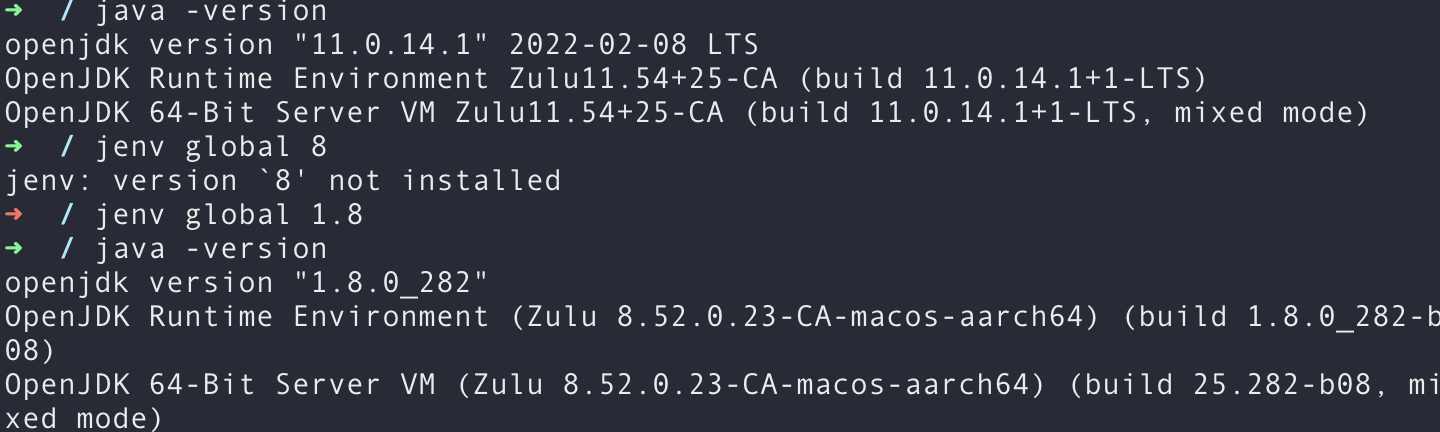 ➜  / java -version
openjdk version "11.0.14.1" 2022-02-08 LTS
OpenJDK Runtime Environment Zulu11.54+25-CA (build 11.0.14.1+1-LTS)
OpenJDK 64-Bit Server VM Zulu11.54+25-CA (build 11.0.14.1+1-LTS, mixed mode)
➜  / jenv global 8
jenv: version `8' not installed
➜  / jenv global 1.8
➜  / java -version
openjdk version "1.8.0_282"
OpenJDK Runtime Environment (Zulu 8.52.0.23-CA-macos-aarch64) (build 1.8.0_282-b
08)
OpenJDK 64-Bit Server VM (Zulu 8.52.0.23-CA-macos-aarch64) (build 25.282-b08, mi
xed mode)